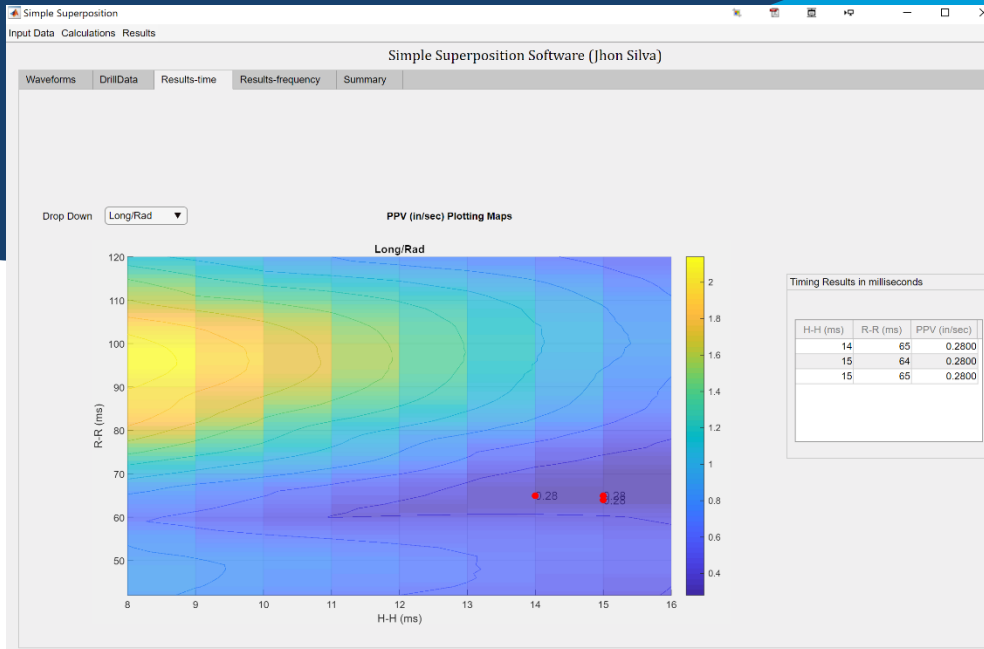 Simple Superposition
Input Data Calculations Results
Simple Superposition Software (Jhon Silva)
Waveforms DrillData Results-time Results-frequency Summary
Drop Down Long/Rad PPV (in/sec) Plotting Maps
Long/Rad
120
110
100
90
80
70
60
50
R-R (ms)
8 9 10 11 12 13 14 15 16
H-H (ms)
0.28
0.28
0.28
2
1.8
1.6
1.4
1.2
1
0.8
0.6
0.4
Timing Results in milliseconds
H-H (ms) R-R (ms) PPV (in/sec)
14 65 0.2800
15 64 0.2800
15 65 0.2800